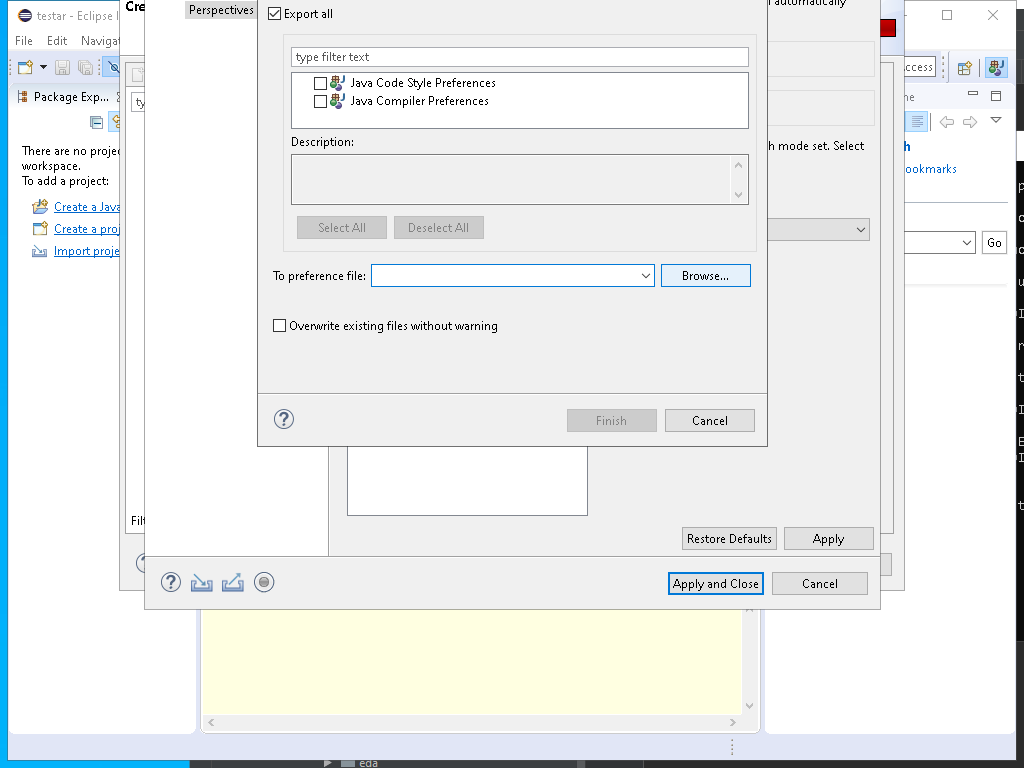 testar - Eclipse
Cre
Perspectives
Export all
automatically
File Edit Navigat
type filter text
ccess
Package Exp...
Java Code Style Preferences
Java Compiler Preferences
ty
ne
Description:
There are no projec
workspace.
To add a project:
h mode set. Select
h
ookmarks
Create a Java
Create a proj
Import proje
Select All
Deselect All
Go
To preference file:
Browse...
Overwrite existing files without warning
Finish
Cancel
Filt
Restore Defaults
Apply
Apply and Close
Cancel
eda